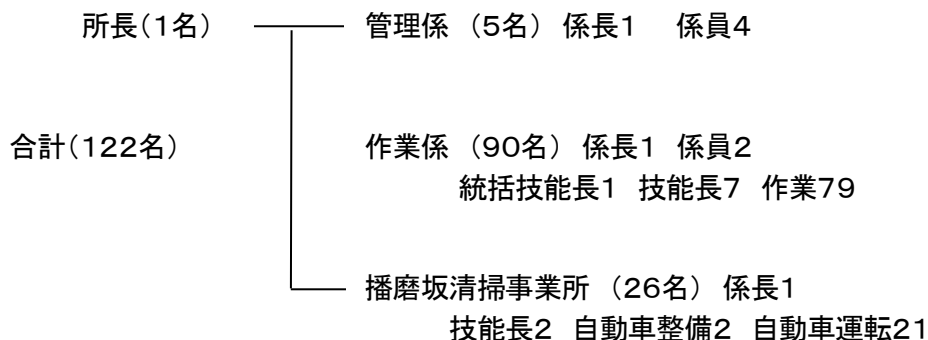 所長（1名） 管理係 （5名） 係長1 係員4
合計（122名） 作業係 （90名） 係長1 係員2
統括技能長1 技能長7 作業79
播磨坂清掃事業所 （26名） 係長1
技能長2 自動車整備2 自動車運転21